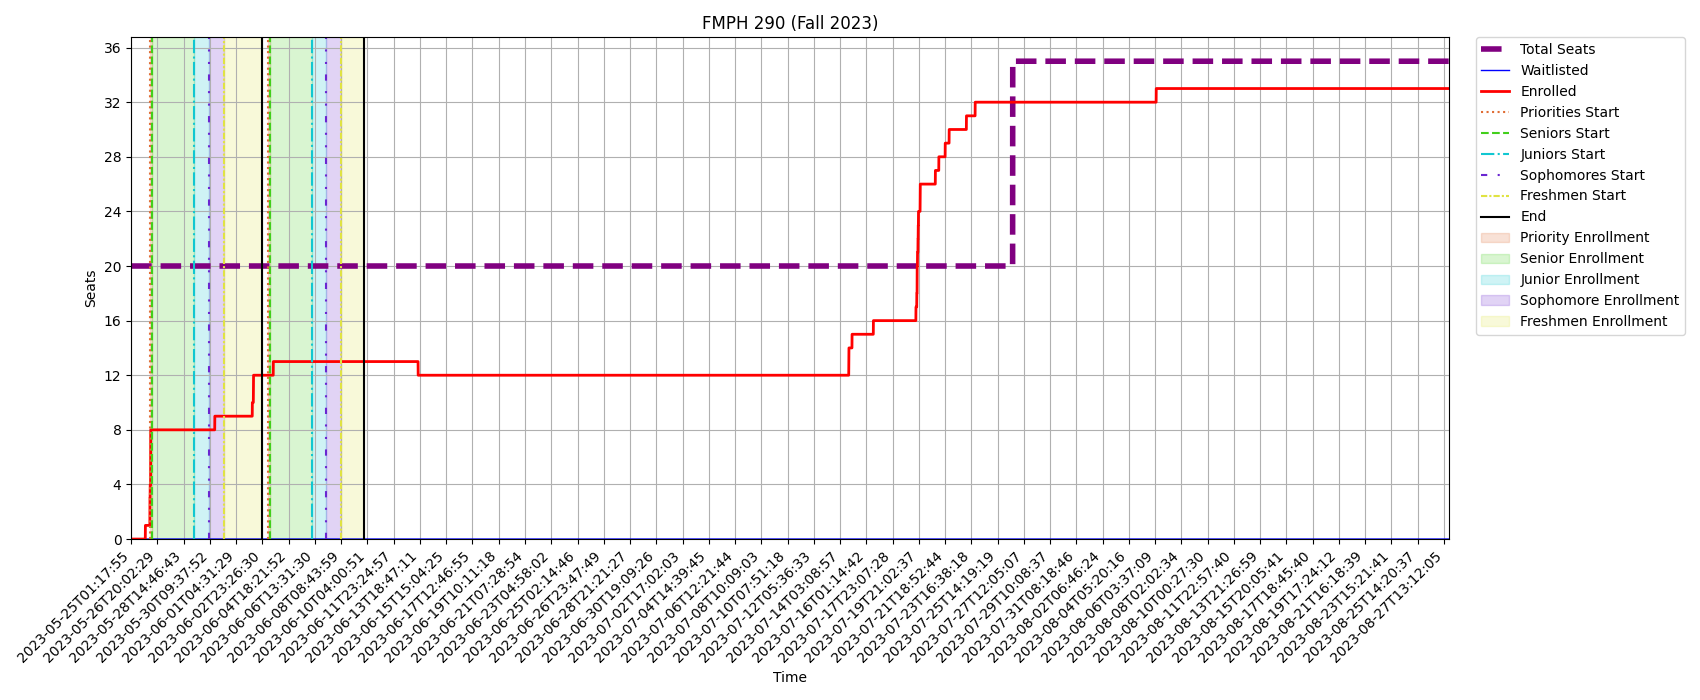 FMPH 290 (Fall 2023)
36
32
28
24
20
16
12
8
4
0
Seats
2023-05-25T01:17:55
2023-05-26T20:02:29
2023-05-28T14:46:43
2023-05-30T09:37:52
2023-06-01T04:31:29
2023-06-02T23:26:30
2023-06-04T18:21:52
2023-06-06T13:31:30
2023-06-08T08:43:59
2023-06-10T04:00:51
2023-06-11T23:24:57
2023-06-13T18:47:11
2023-06-15T15:04:25
2023-06-17T12:46:55
2023-06-19T10:11:18
2023-06-21T07:28:54
2023-06-23T04:58:02
2023-06-25T02:14:46
2023-06-26T23:47:49
2023-06-28T21:21:27
2023-06-30T19:09:26
2023-07-02T17:02:03
2023-07-04T14:39:45
2023-07-06T12:21:44
2023-07-08T10:09:03
2023-07-10T07:51:18
2023-07-12T05:36:33
2023-07-14T03:08:57
2023-07-16T01:14:42
2023-07-17T23:07:28
2023-07-19T21:02:37
2023-07-21T18:52:44
2023-07-23T16:38:18
2023-07-25T14:19:19
2023-07-27T12:05:07
2023-07-29T10:08:37
2023-07-31T08:18:46
2023-08-02T06:46:24
2023-08-04T05:20:16
2023-08-06T03:37:09
2023-08-08T02:02:34
2023-08-10T00:27:30
2023-08-11T22:57:40
2023-08-13T21:26:59
2023-08-15T20:05:41
2023-08-17T18:45:40
2023-08-19T17:24:12
2023-08-21T16:18:39
2023-08-23T15:21:41
2023-08-25T14:20:37
2023-08-27T13:12:05
Time
Total Seats
Waitlisted
Enrolled
Priorities Start
Seniors Start
Juniors Start
Sophomores Start
Freshmen Start
End
Priority Enrollment
Senior Enrollment
Junior Enrollment
Sophomore Enrollment
Freshmen Enrollment